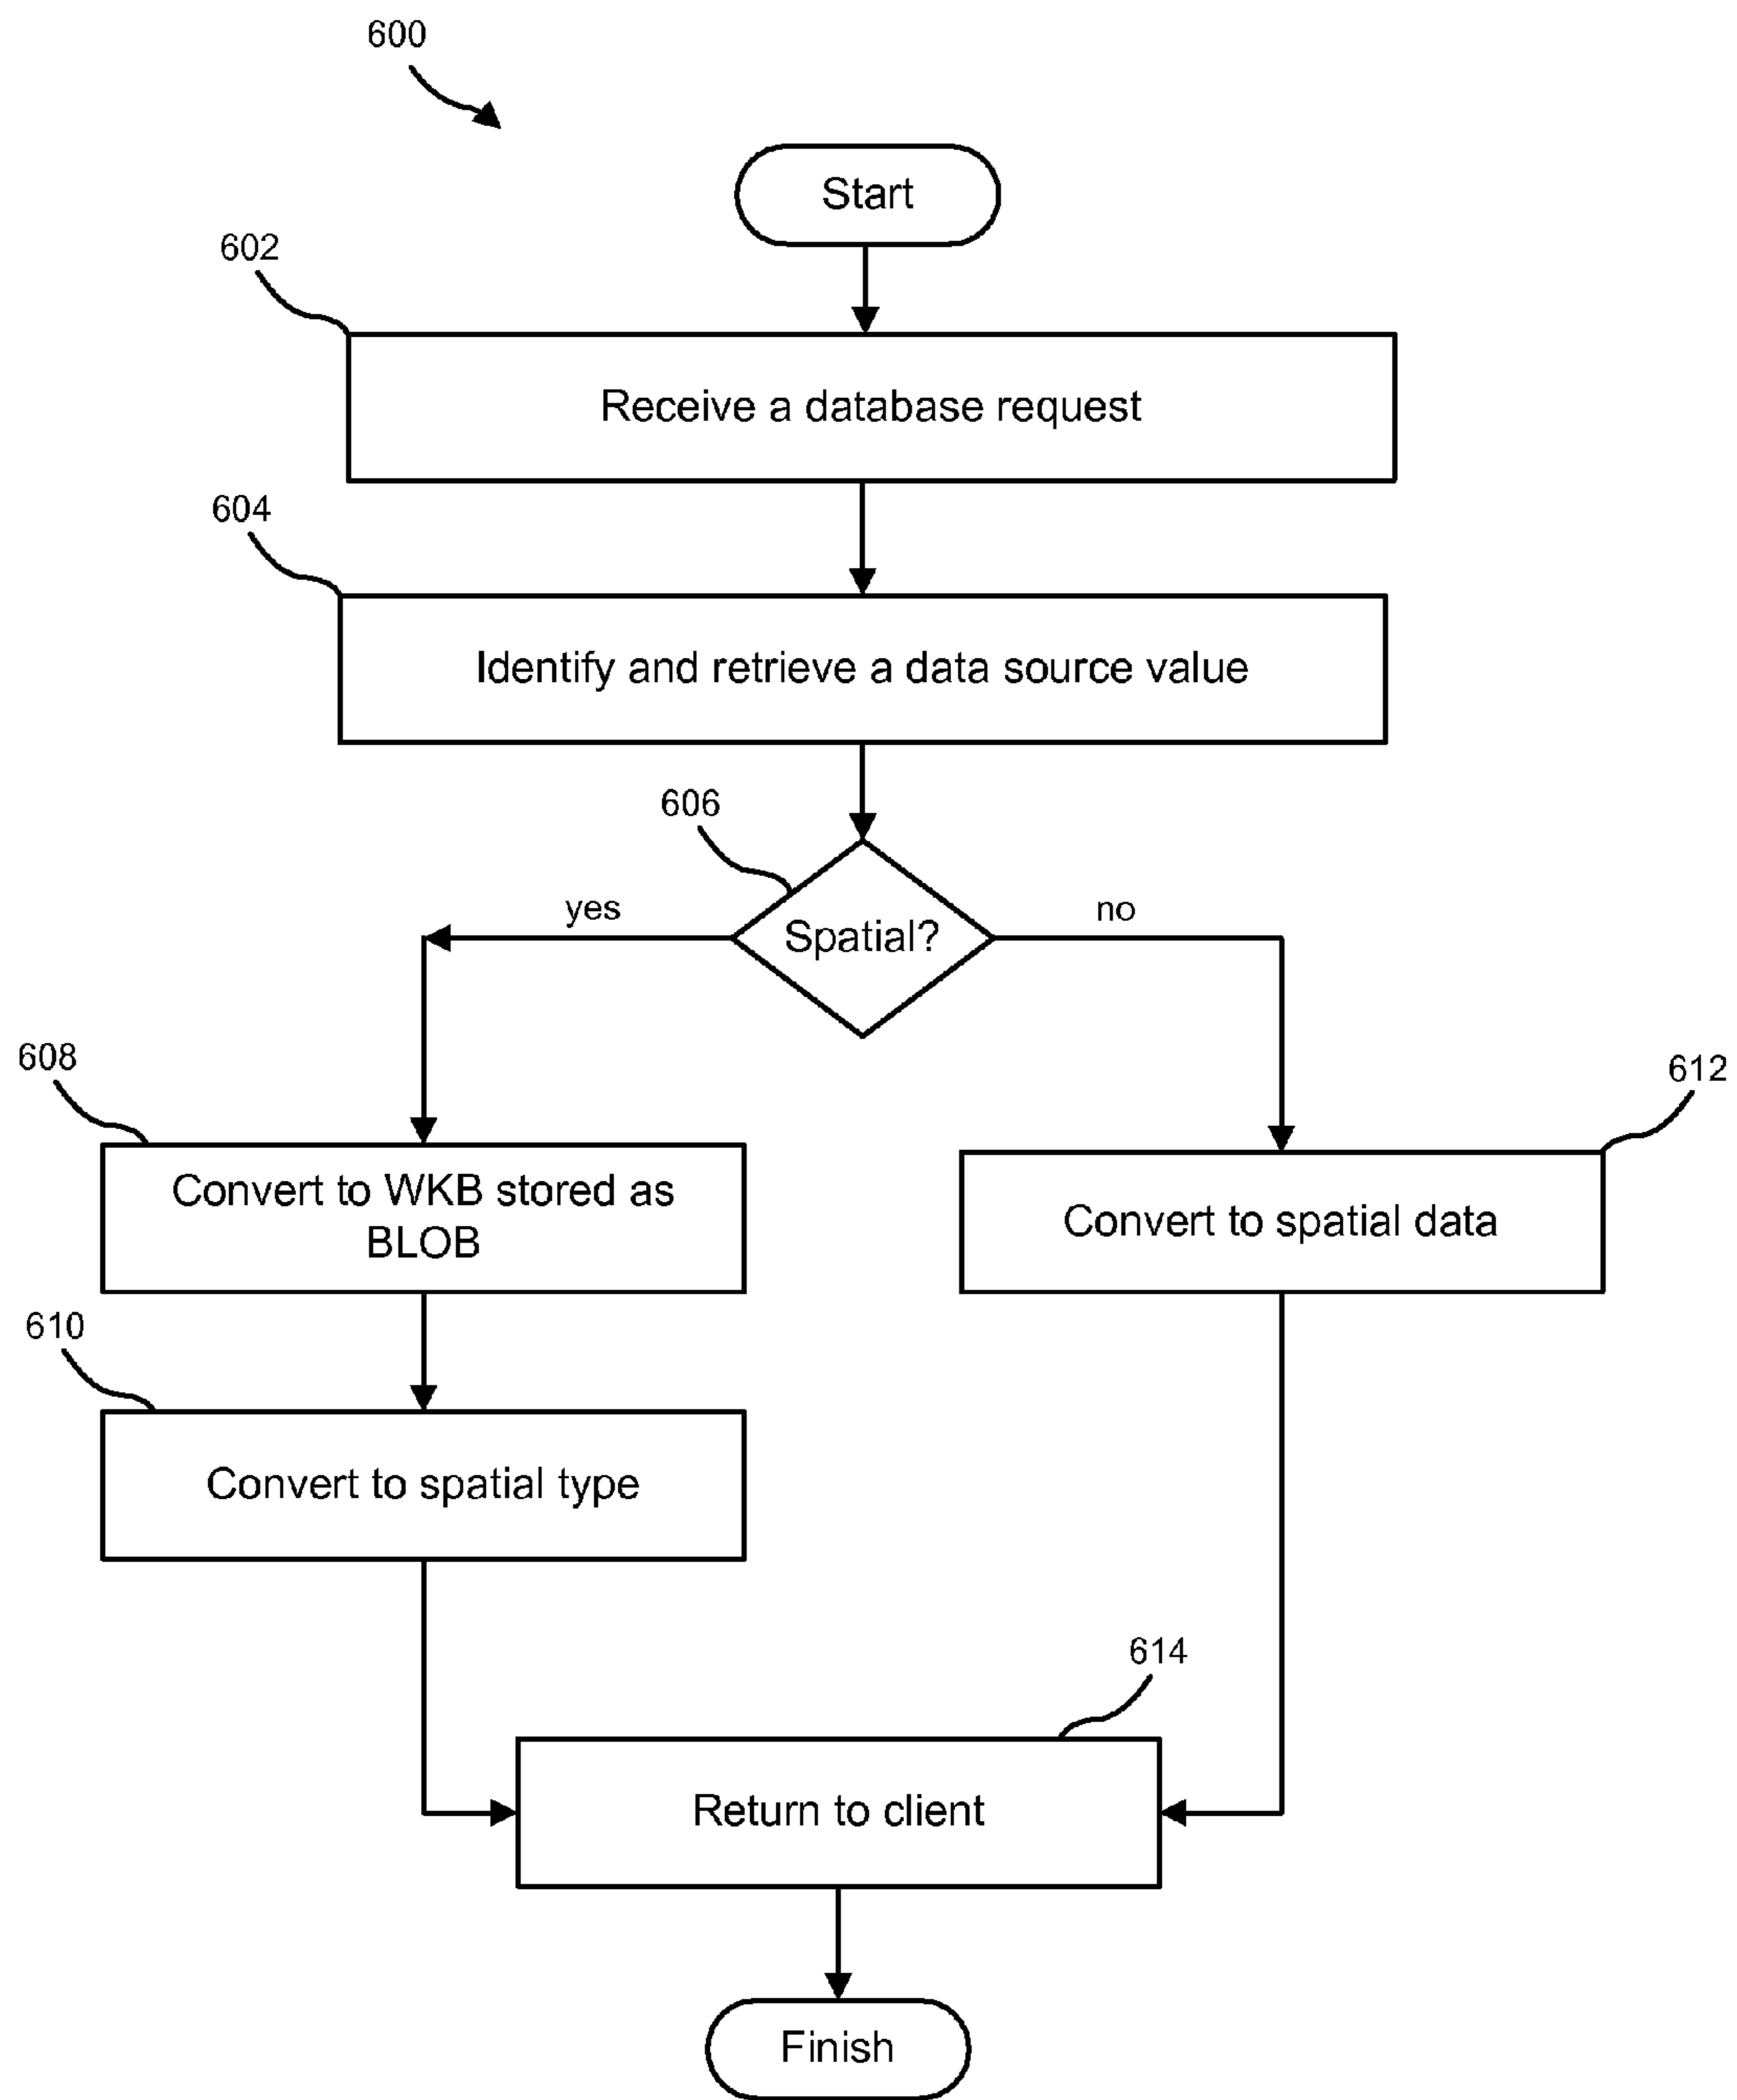 600
Start
602
Receive a database request
604
Identify and retrieve a data source value
606
Spatial?
yes
no
608
Convert to WKB stored as
BLOB
612
Convert to spatial data
610
Convert to spatial type
614
Return to client
Finish